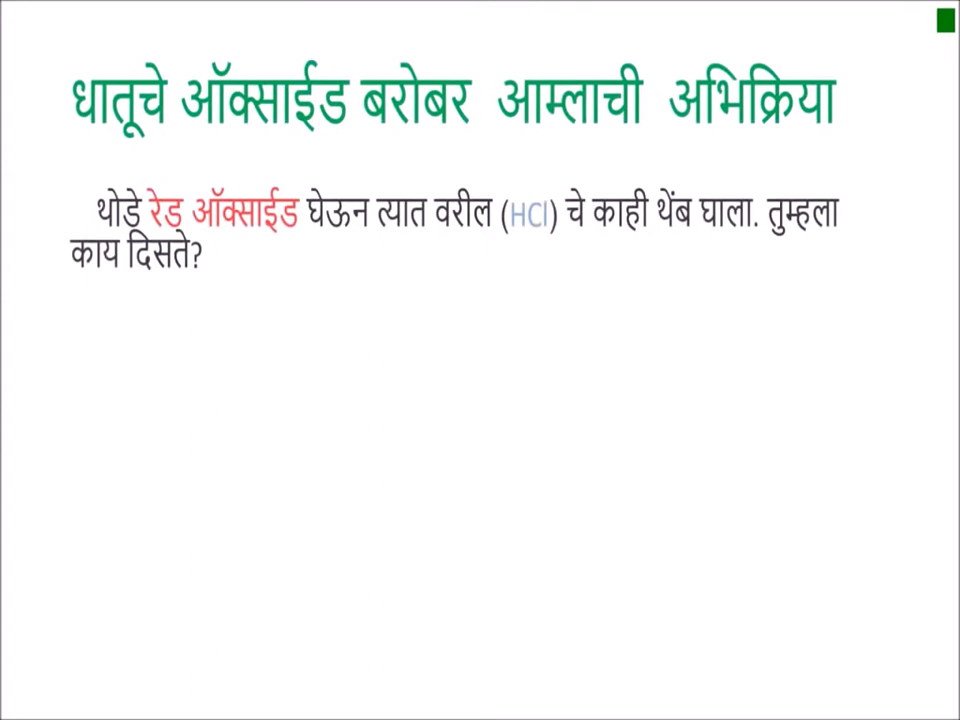 धातूचे ऑक्साईड बरोबर आम्लाची अभिक्रिया
थोडे रेड ऑक्साईड घेऊन त्यात वरील (HCl) चे काही थेंब घाला. तुम्हला
काय दिसते?